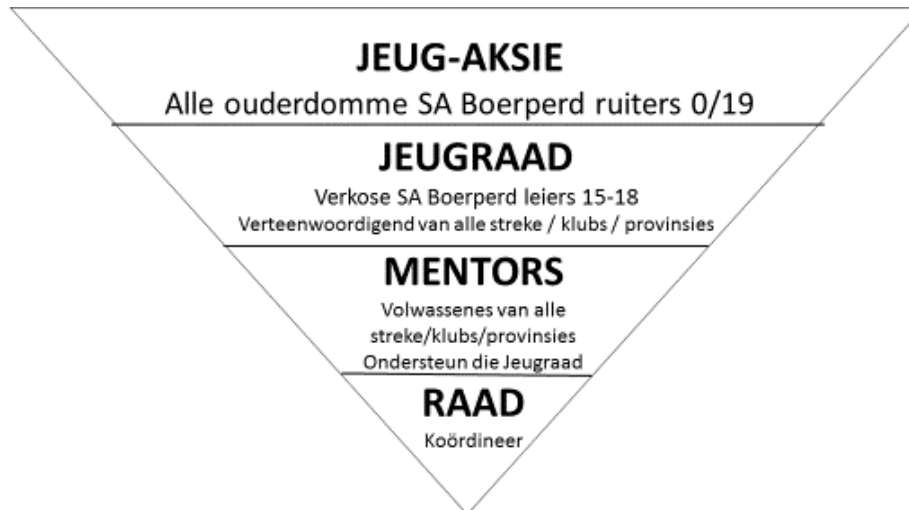 JEUG-AKSIE
Alle ouderdomme SA Boerperd ruiters 0/19
JEUGRAAD
Verkose SA Boerperd leiers 15-18
Verteenwoordigend van alle streke / klubs / provinsies
MENTORS
Volwassenes van alle
streke/klubs/provinsies
Ondersteun die Jeugraad
RAAD
Koördineer